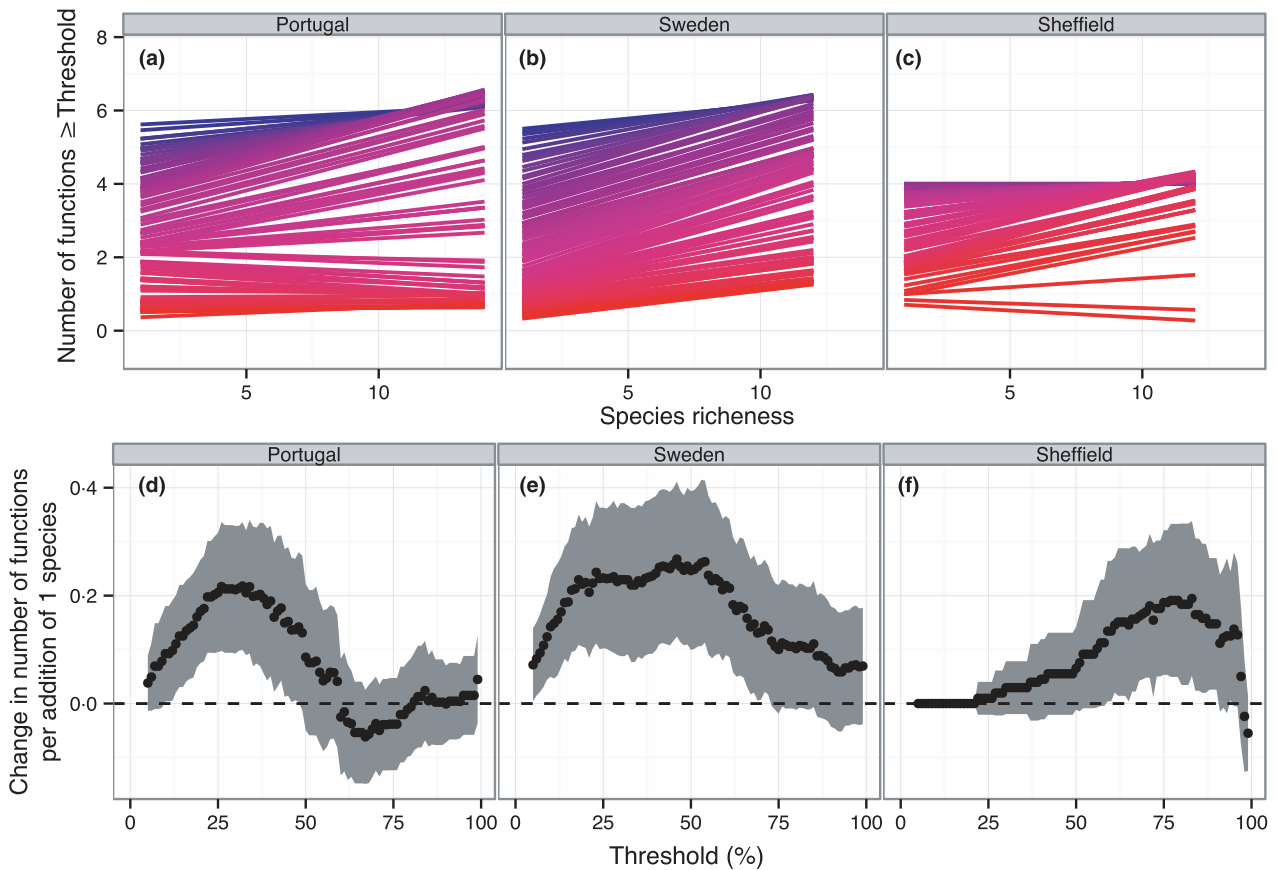 Portugal
Sweden
Sheffield
Number of functions ≥ Threshold
(a)
(b)
(c)
8
6
4
2
0
5 10
5 10
5 10
Species richeness
Portugal
Sweden
Sheffield
Change in number of functions
per addition of 1 species
(d)
(e)
(f)
0·4
0·2
0·0
0 25 50 75 100
0 25 50 75 100
0 25 50 75 100
Threshold (%)